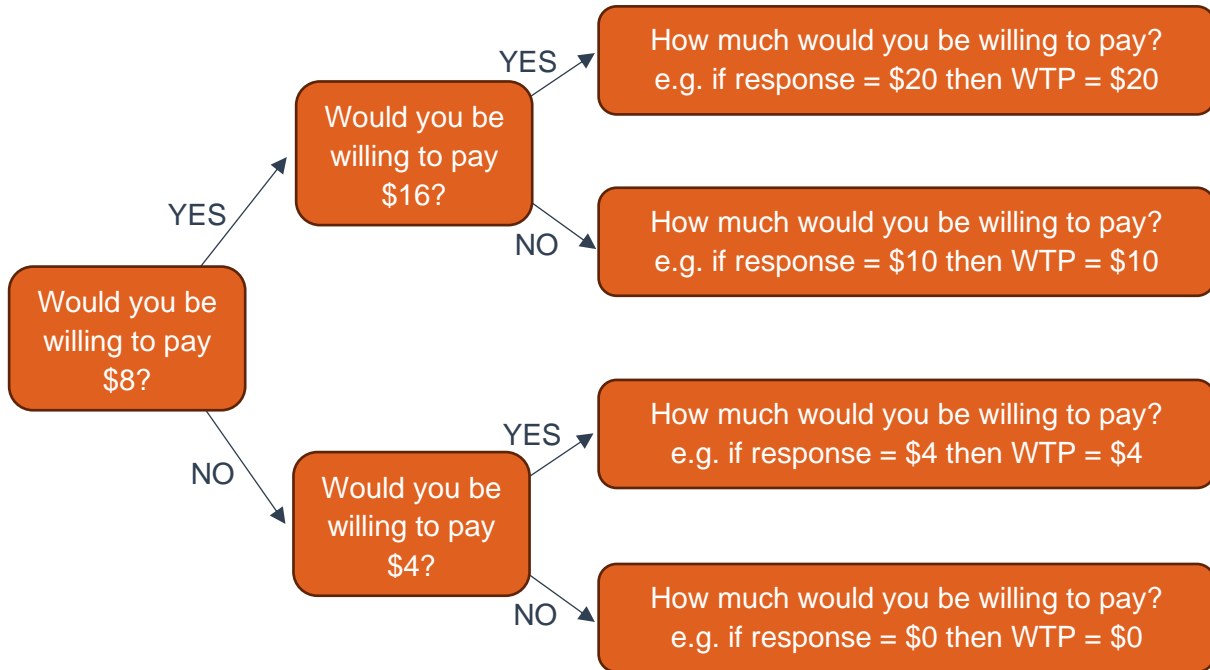 Would you be
willing to pay
$8?
YES
NO
Would you be
willing to pay
$16?
YES
NO
How much would you be willing to pay?
e.g. if response = $20 then WTP = $20
How much would you be willing to pay?
e.g. if response = $10 then WTP = $10
Would you be
willing to pay
$4?
YES
NO
How much would you be willing to pay?
e.g. if response = $4 then WTP = $4
How much would you be willing to pay?
e.g. if response = $0 then WTP = $0